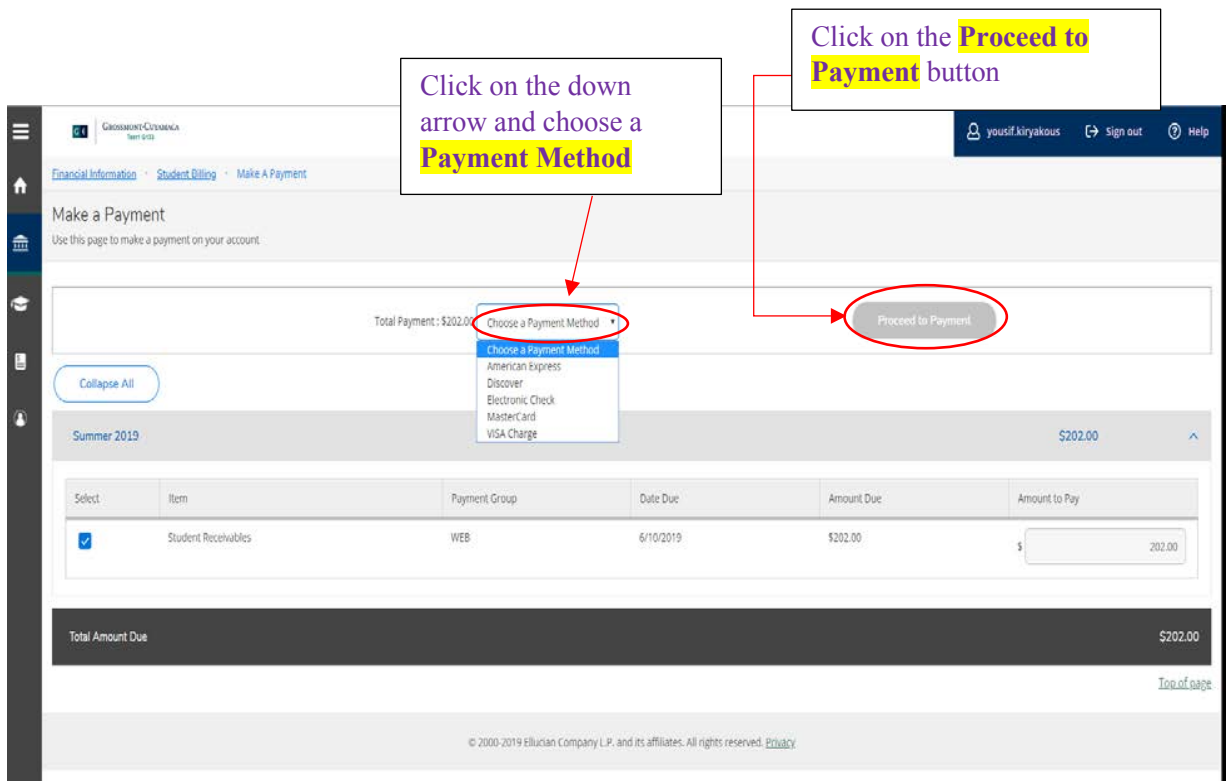 Click on the Proceed to
Payment button
Click on the down
arrow and choose a
Payment Method
GROSSMONT-CUYAMACA
yousif.kiryakous Sign out Help
Financial Information · Student Billing · Make A Payment
Make a Payment
Use this page to make a payment on your account
Total Payment : $202.00 Choose a Payment Method Proceed to Payment
Choose a Payment Method
American Express
Discover
Electronic Check
MasterCard
VISA Charge
Collapse All
Summer 2019 $202.00
Select Item Payment Group Date Due Amount Due Amount to Pay
Student Receivables WEB 6/10/2019 $202.00 $ 202.00
Total Amount Due $202.00
Top of page
© 2000-2019 Ellucian Company L.P. and its affiliates. All rights reserved. Privacy